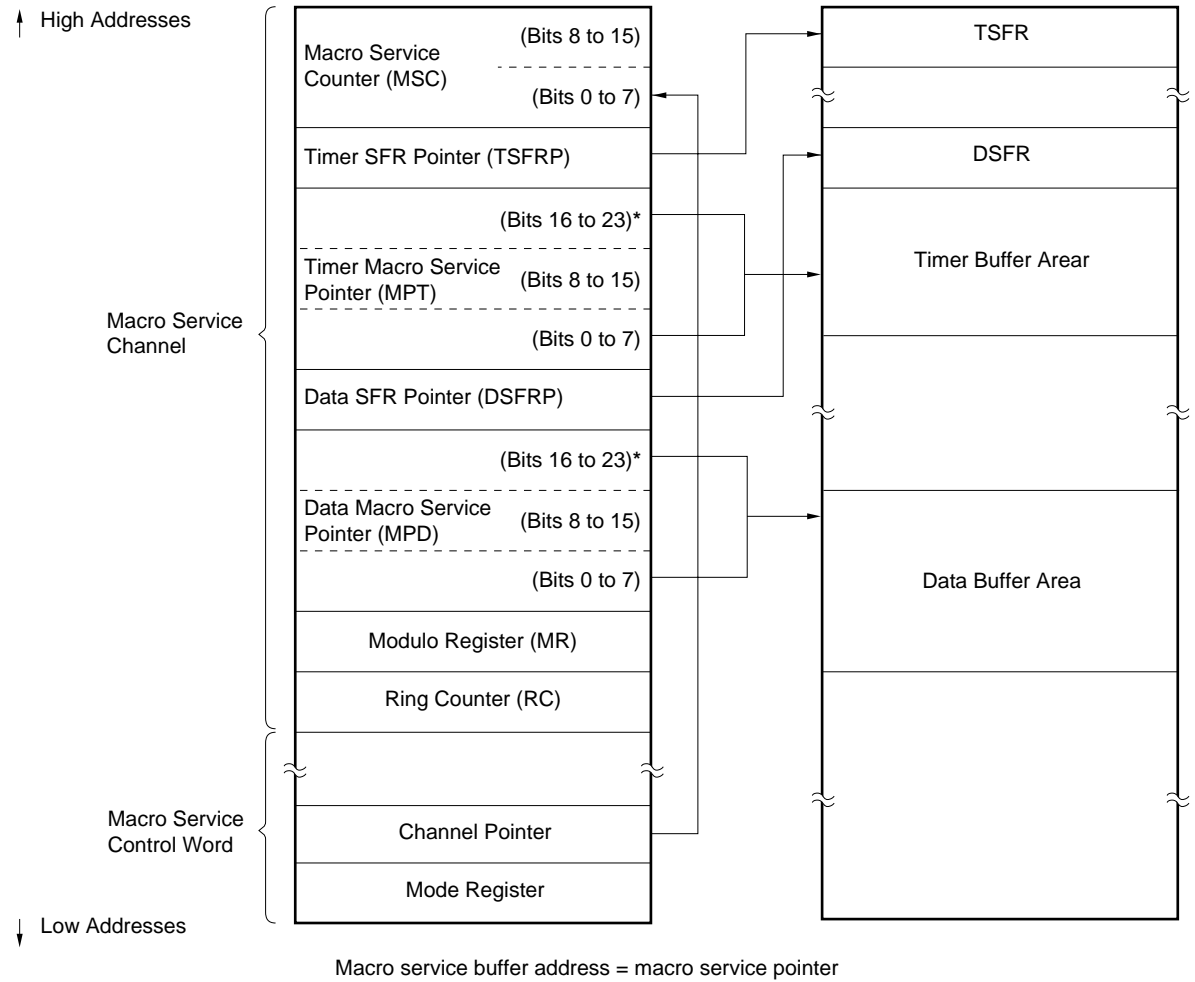 High Addresses
Macro Service
Counter (MSC)
(Bits 8 to 15)
(Bits 0 to 7)
Timer SFR Pointer (TSFRP)
(Bits 16 to 23)*
Timer Macro Service
Pointer (MPT)
(Bits 8 to 15)
(Bits 0 to 7)
Data SFR Pointer (DSFRP)
(Bits 16 to 23)*
Data Macro Service
Pointer (MPD)
(Bits 8 to 15)
(Bits 0 to 7)
Modulo Register (MR)
Ring Counter (RC)
Channel Pointer
Mode Register
Macro Service
Channel
Macro Service
Control Word
Low Addresses
TSFR
DSFR
Timer Buffer Arear
Data Buffer Area
Macro service buffer address = macro service pointer